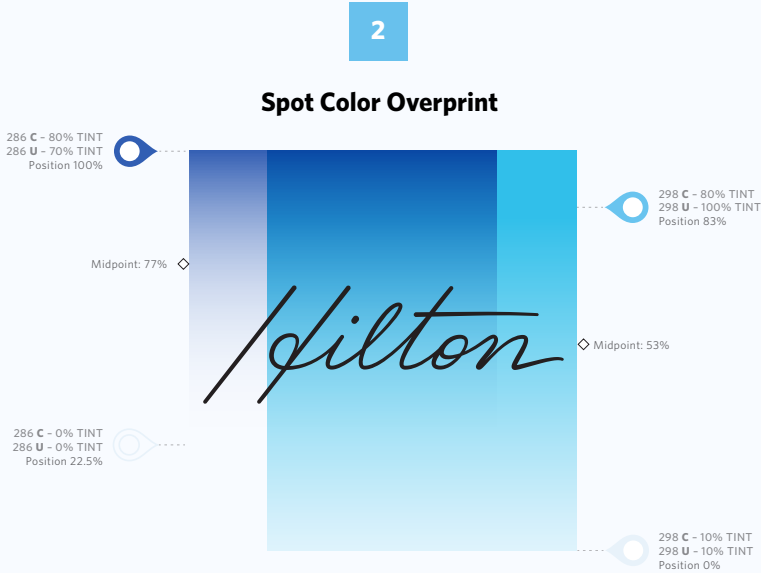 2
Spot Color Overprint
286 C – 80% TINT
286 U – 70% TINT
Position 100%
298 C – 80% TINT
298 U – 100% TINT
Position 83%
Midpoint: 77%
Hilton
Midpoint: 53%
286 C – 0% TINT
286 U – 0% TINT
Position 22.5%
298 C – 10% TINT
298 U – 10% TINT
Position 0%